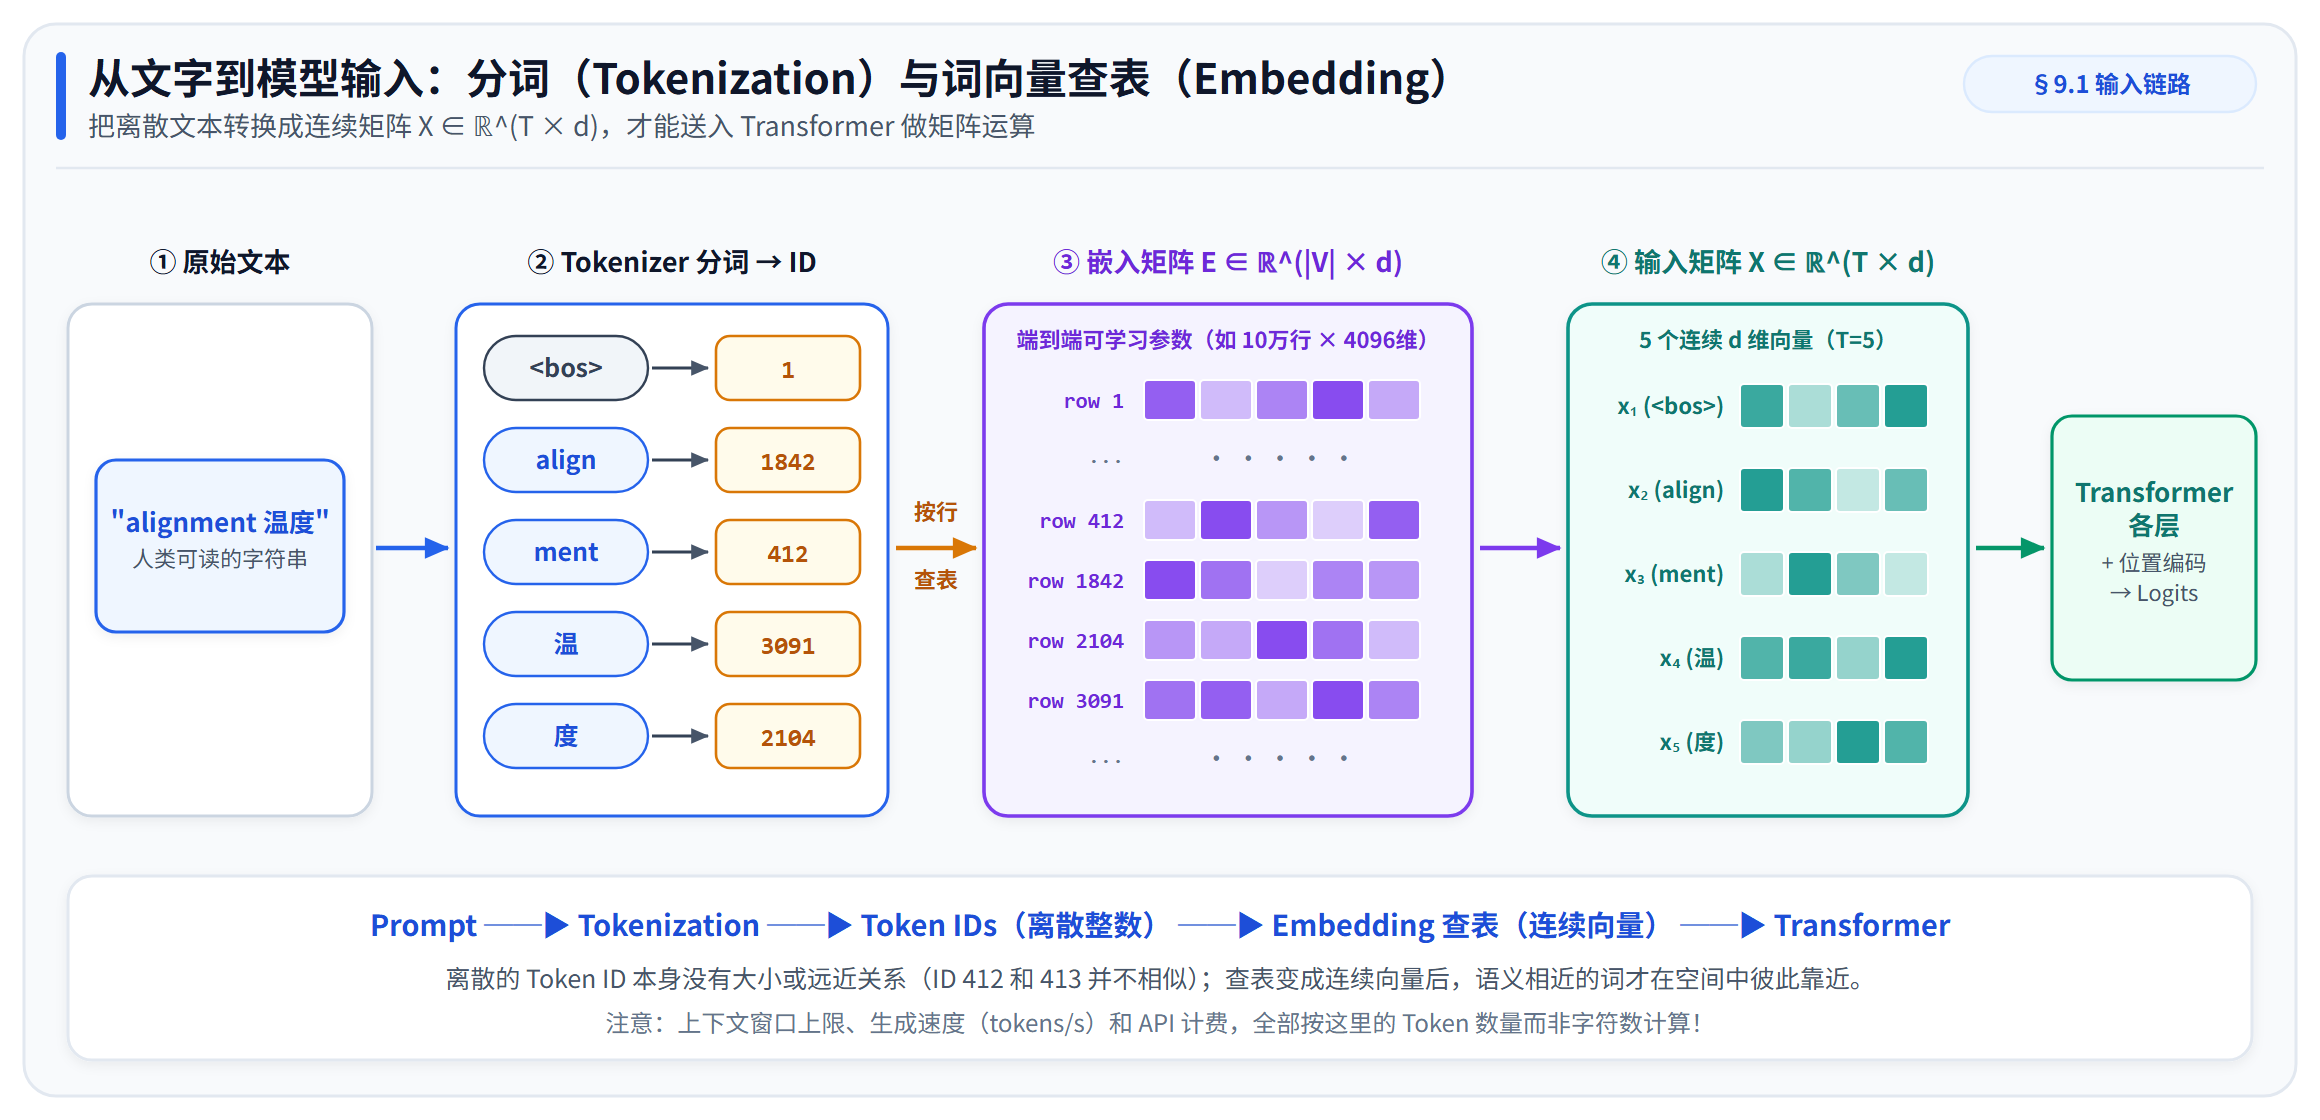 从文字到模型输入：分词（Tokenization）与词向量查表（Embedding）
把离散文本转换成连续矩阵 X ∈ ℝ^(T × d)，才能送入 Transformer 做矩阵运算
§ 9.1 输入链路
① 原始文本
"alignment 温度"
人类可读的字符串
② Tokenizer 分词 → ID
<bos> 1
align 1842
ment 412
温 3091
度 2104
按行
查表
③ 嵌入矩阵 E ∈ ℝ^(|V| × d)
端到端可学习参数（如 10万行 × 4096维）
row 1
...
row 412
row 1842
row 2104
row 3091
...
④ 输入矩阵 X ∈ ℝ^(T × d)
5 个连续 d 维向量（T=5）
x₁ (<bos>)
x₂ (align)
x₃ (ment)
x₄ (温)
x₅ (度)
Transformer
各层
+ 位置编码
→ Logits
Prompt ──▶ Tokenization ──▶ Token IDs（离散整数） ──▶ Embedding 查表（连续向量） ──▶ Transformer
离散的 Token ID 本身没有大小或远近关系（ID 412 和 413 并不相似）；查表变成连续向量后，语义相近的词才在空间中彼此靠近。
注意：上下文窗口上限、生成速度（tokens/s）和 API 计费，全部按这里的 Token 数量而非字符数计算！